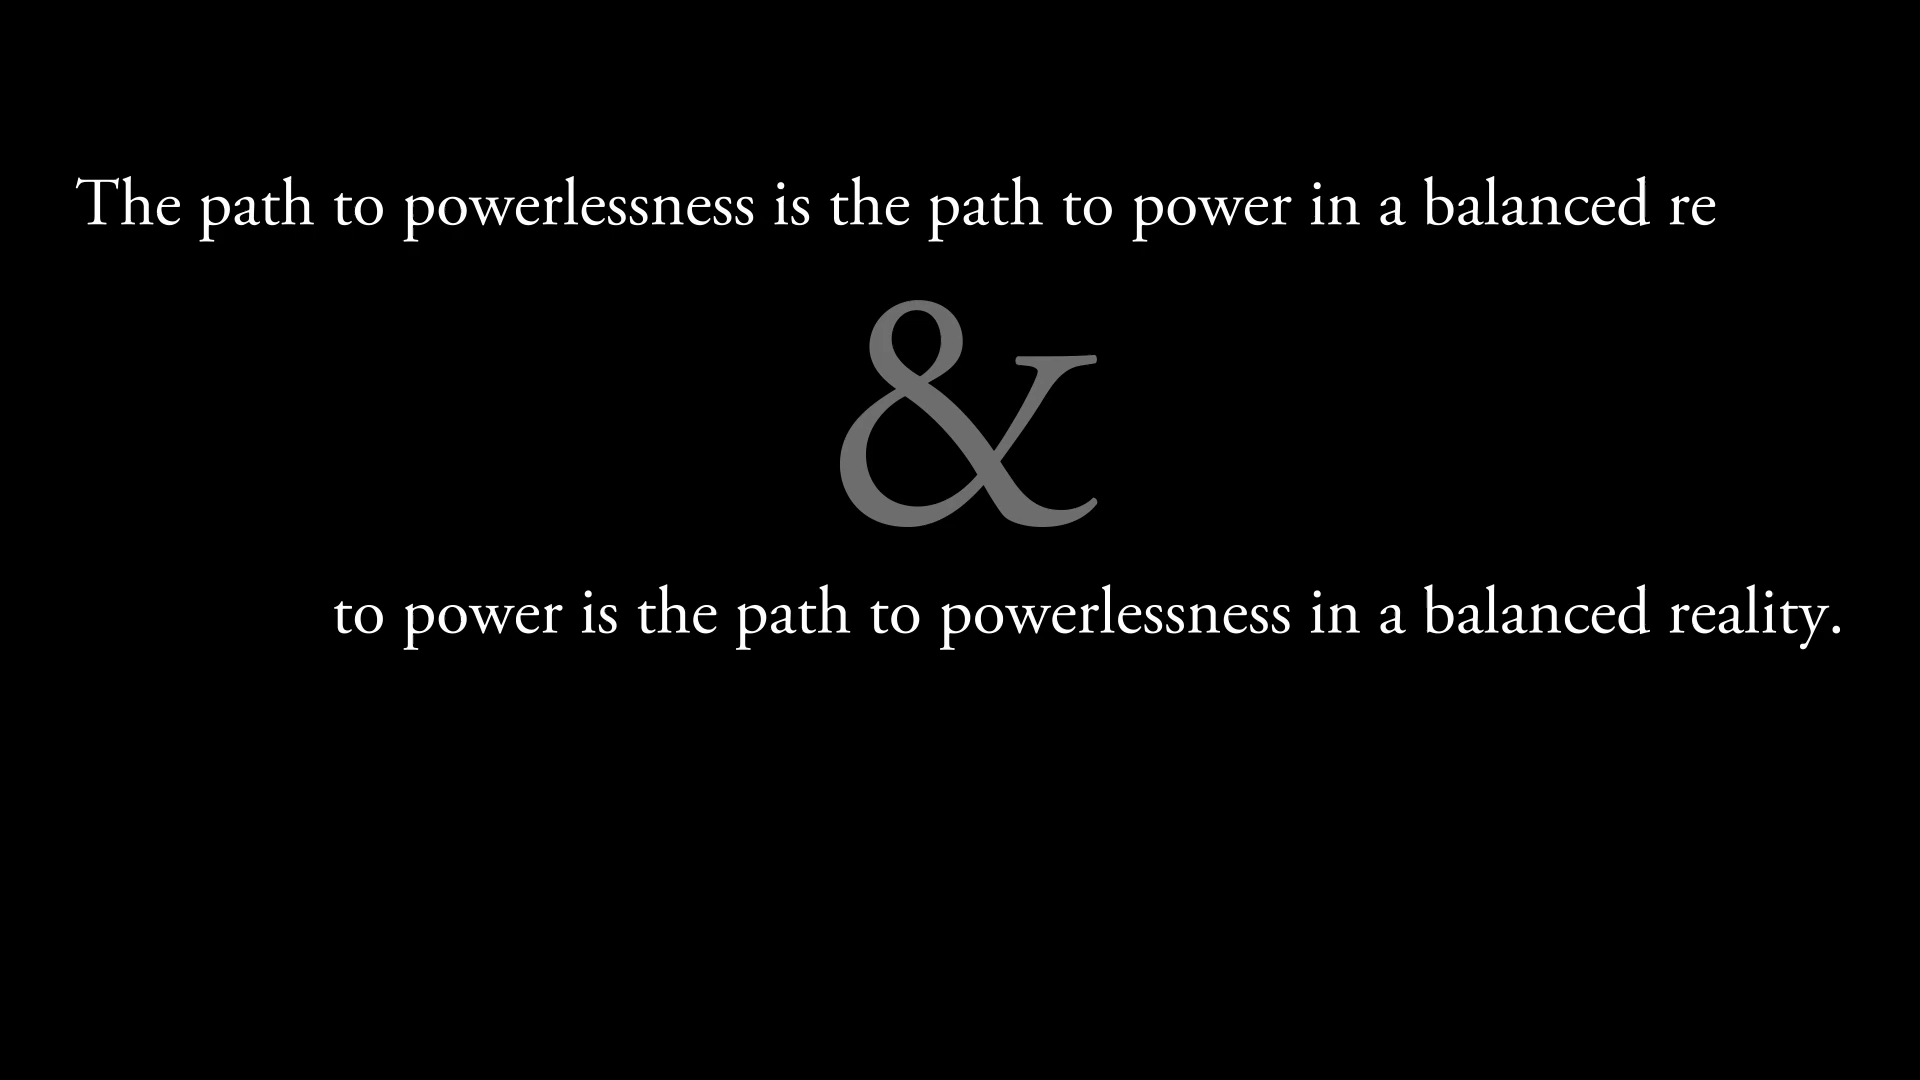 The path to powerlessness is the path to power in a balanced re
&
to power is the path to powerlessness in a balanced reality.